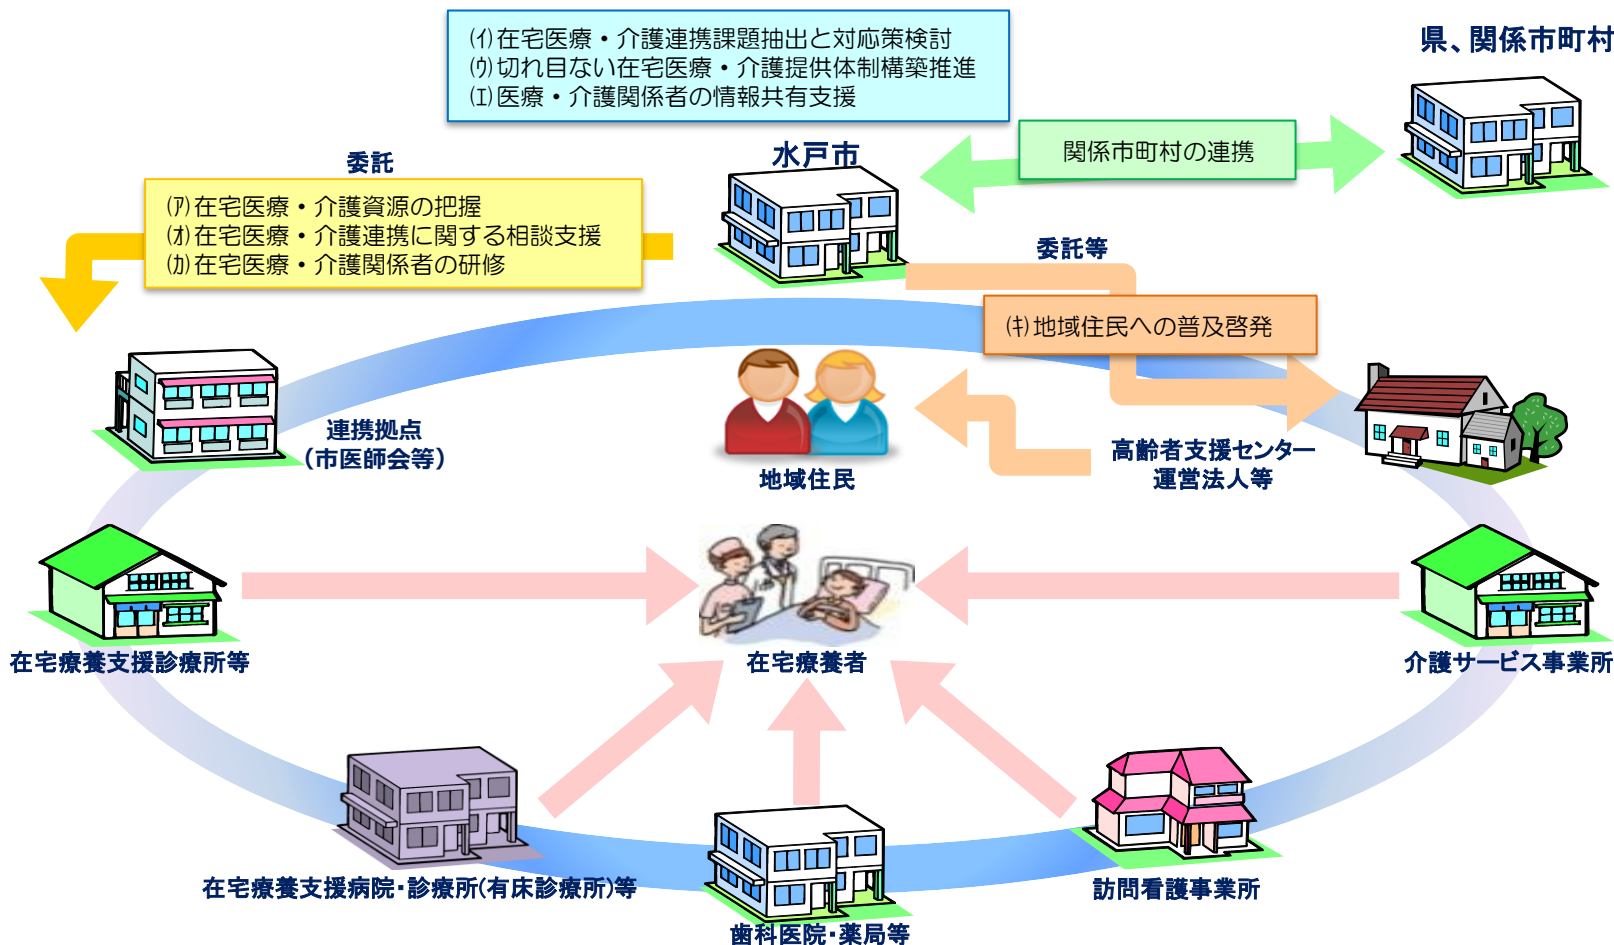 ⑴在宅医療・介護連携課題抽出と対応策検討
㈪切れ目ない在宅医療・介護提供体制構築推進
(ｴ)医療・介護関係者の情報共有支援
県、関係市町村
関係市町村の連携
水戸市
委託
(ｱ)在宅医療・介護資源の把握
(ｵ)在宅医療・介護連携に関する相談支援
(ｶ)在宅医療・介護関係者の研修
委託等
(ｷ)地域住民への普及啓発
連携拠点
（市医師会等）
地域住民
高齢者支援センター
運営法人等
在宅療養支援診療所等
在宅療養者
介護サービス事業所
在宅療養支援病院・診療所(有床診療所)等
訪問看護事業所
歯科医院・薬局等